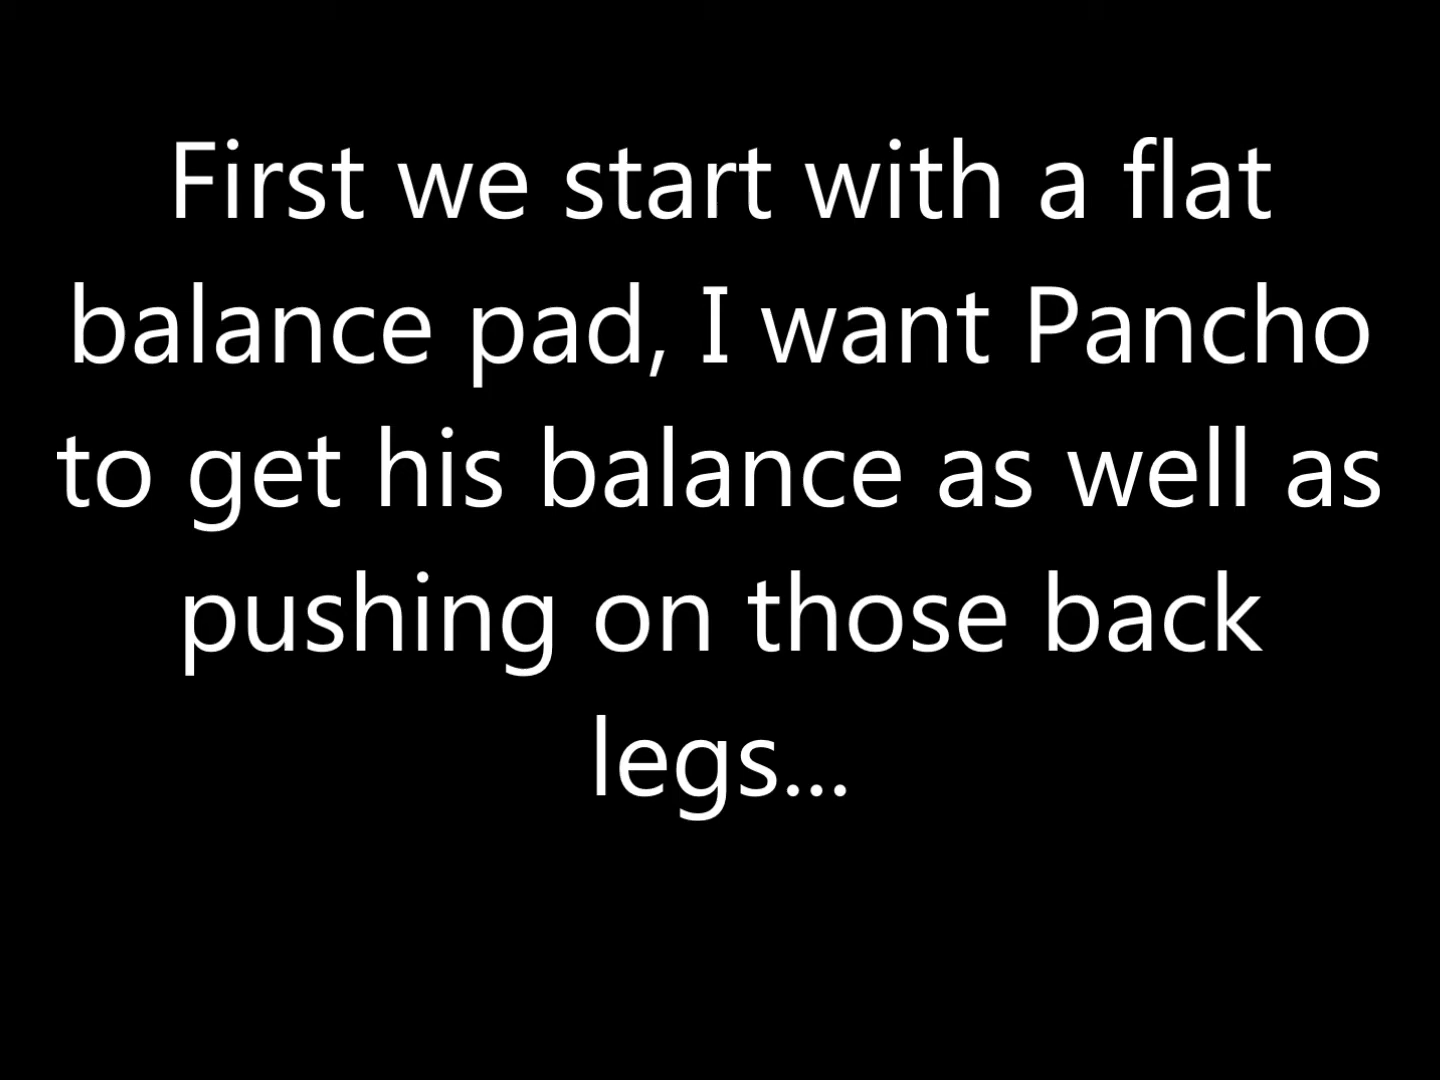 First we start with a flat
balance pad, I want Pancho
to get his balance as well as
pushing on those back
legs...